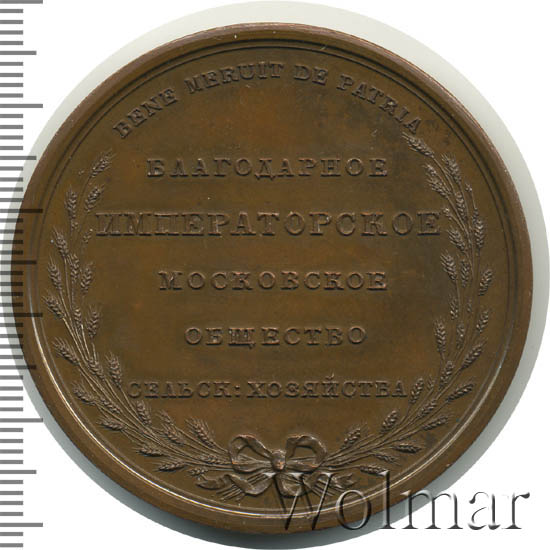 BENE MERUIT DE PATRIA
БЛАГОДАРНОЕ
ИМПЕРАТОРСКОЕ
МОСКОВСКОЕ
ОБЩЕСТВО
СЕЛЬСК: ХОЗЯЙСТВА
Wolmar